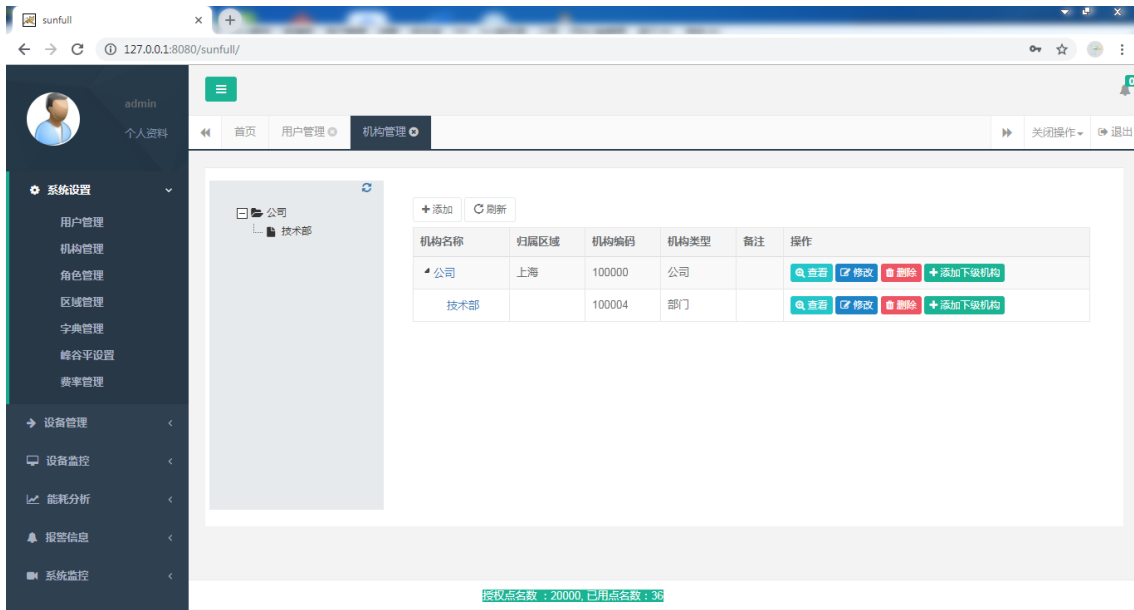 sunfull
127.0.0.1:8080/sunfull/
admin
个人资料
0
首页 用户管理 机构管理 关闭操作 退出
系统设置
用户管理
机构管理
角色管理
区域管理
字典管理
峰谷平设置
费率管理
设备管理
设备监控
能耗分析
报警信息
系统监控
公司
技术部
添加 刷新
机构名称 归属区域 机构编码 机构类型 备注 操作
公司 上海 100000 公司 查看 修改 删除 添加下级机构
技术部 100004 部门 查看 修改 删除 添加下级机构
授权点名数 : 20000, 已用点名数 : 36